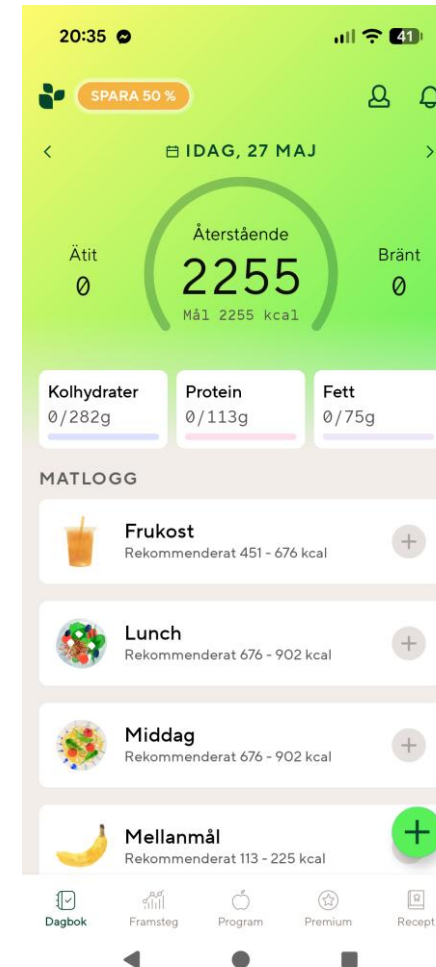 20:35
41
SPARA 50 %
IDAG, 27 MAJ
Återstående
Ätit
2255
Bränt
0
0
Mål 2255 kcal
Kolhydrater
Protein
Fett
0/282g
0/113g
0/75g
MATLOGG
Frukost
Rekommenderat 451 - 676 kcal
Lunch
Rekommenderat 676 - 902 kcal
Middag
Rekommenderat 676 - 902 kcal
Mellanmål
Rekommenderat 113 - 225 kcal
Dagbok
Framsteg
Program
Premium
Recept